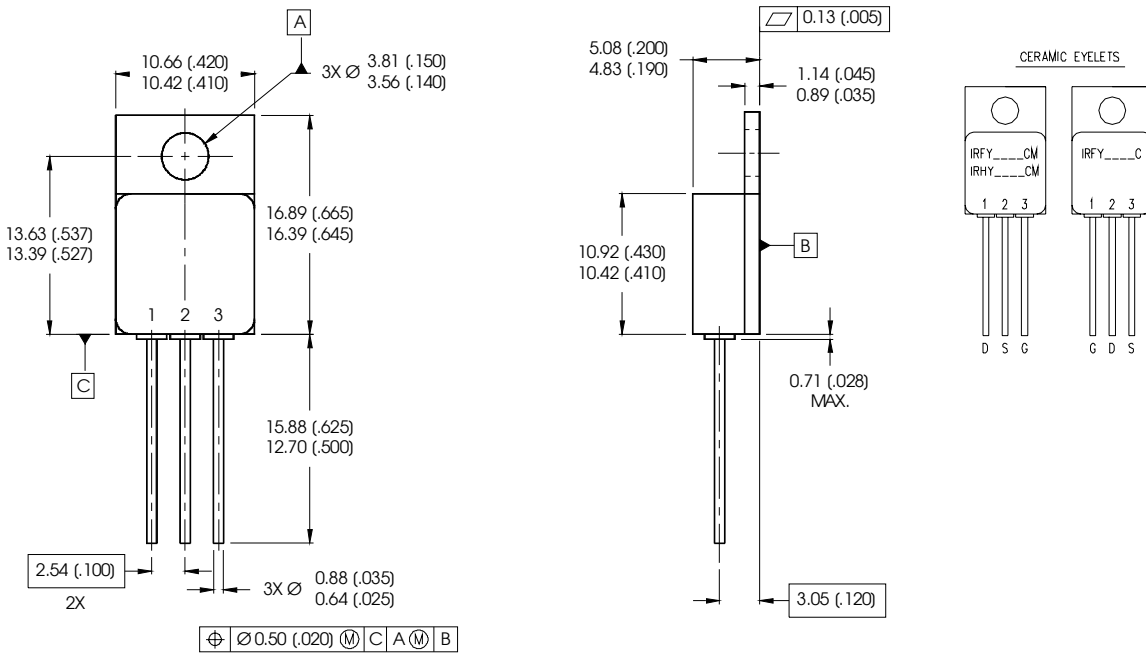 A
10.66 (.420)
10.42 (.410)
3X Ø 3.81 (.150)
3.56 (.140)
13.63 (.537)
13.39 (.527)
16.89 (.665)
16.39 (.645)
1 2 3
C
15.88 (.625)
12.70 (.500)
2.54 (.100)
2X
3X Ø 0.88 (.035)
0.64 (.025)
⌖ Ø 0.50 (.020) Ⓜ C A Ⓜ B
⏥ 0.13 (.005)
5.08 (.200)
4.83 (.190)
1.14 (.045)
0.89 (.035)
10.92 (.430)
10.42 (.410)
B
0.71 (.028)
MAX.
3.05 (.120)
CERAMIC EYELETS
IRFY____CM
IRHY____CM
1 2 3
D S G
IRFY____C
1 2 3
G D S